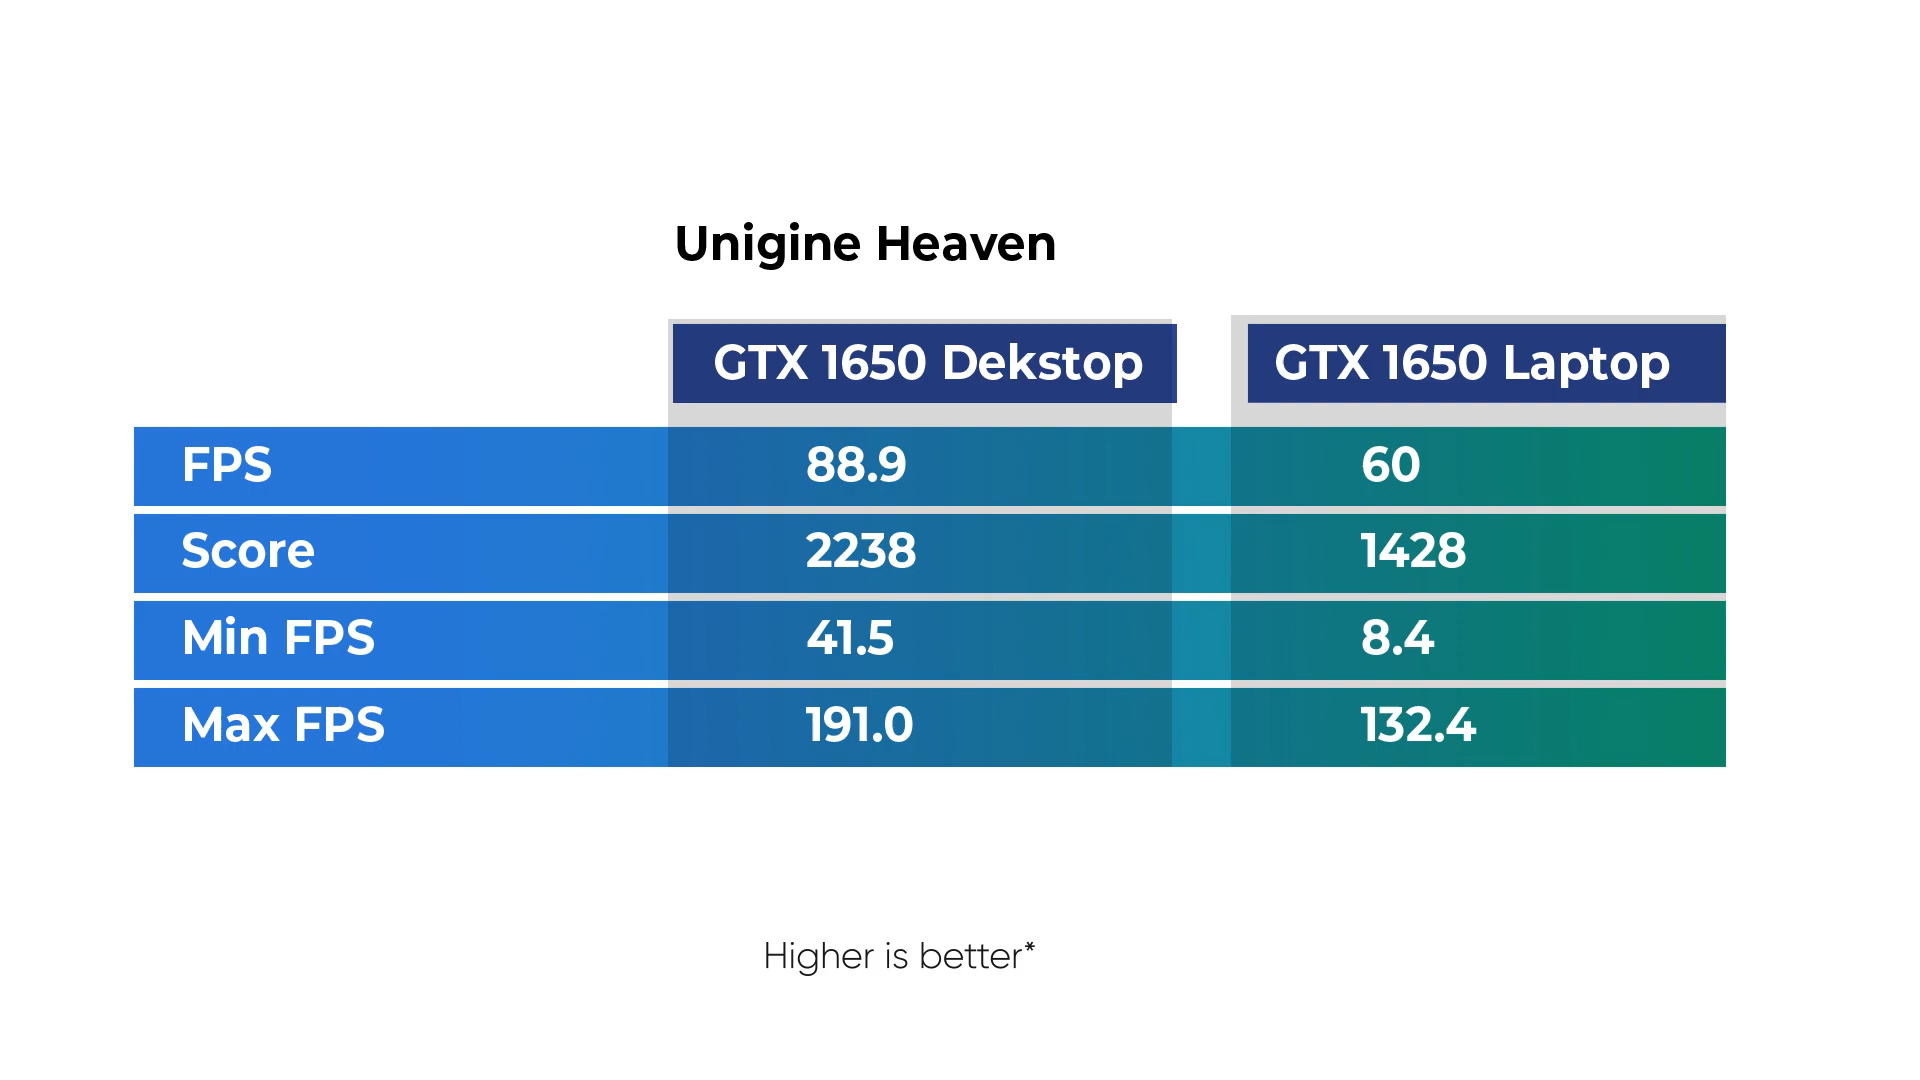 Unigine Heaven
GTX 1650 Dekstop GTX 1650 Laptop
FPS 88.9 60
Score 2238 1428
Min FPS 41.5 8.4
Max FPS 191.0 132.4
Higher is better*